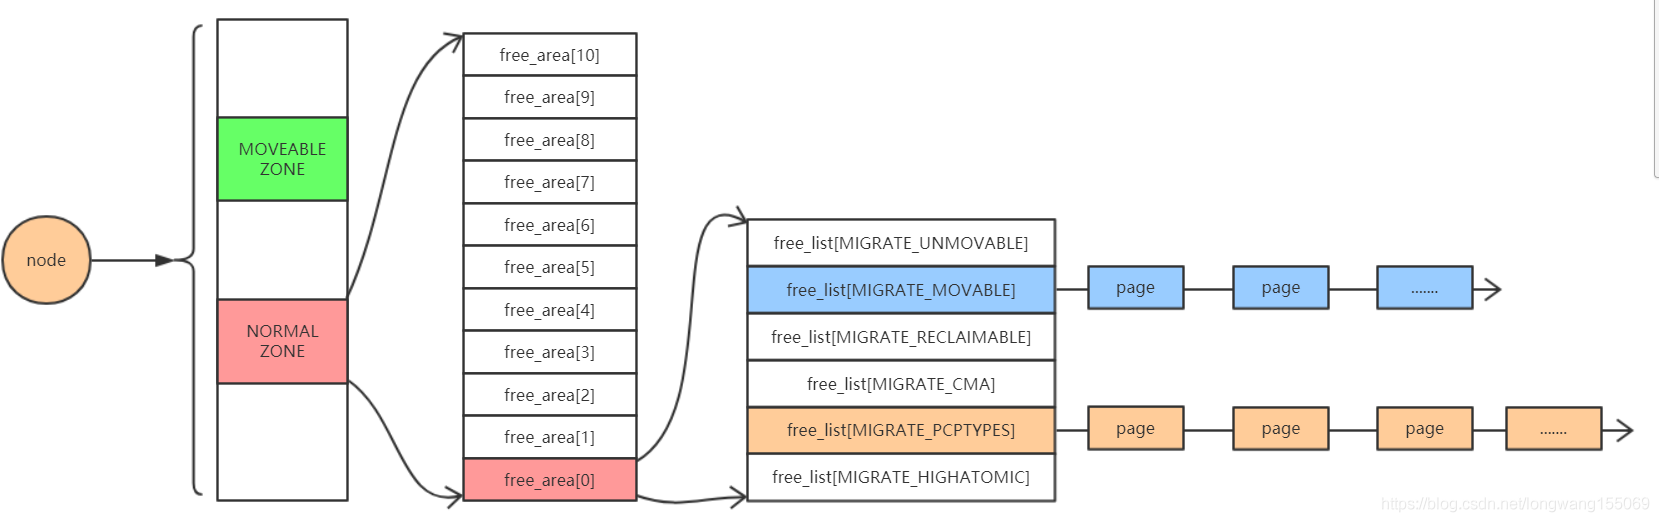 node
MOVEABLE
ZONE
NORMAL
ZONE
free_area[10]
free_area[9]
free_area[8]
free_area[7]
free_area[6]
free_area[5]
free_area[4]
free_area[3]
free_area[2]
free_area[1]
free_area[0]
free_list[MIGRATE_UNMOVABLE]
free_list[MIGRATE_MOVABLE]
page
page
.......
free_list[MIGRATE_RECLAIMABLE]
free_list[MIGRATE_CMA]
free_list[MIGRATE_PCPTYPES]
page
page
page
.......
free_list[MIGRATE_HIGHATOMIC]
https://blog.csdn.net/longwang155069